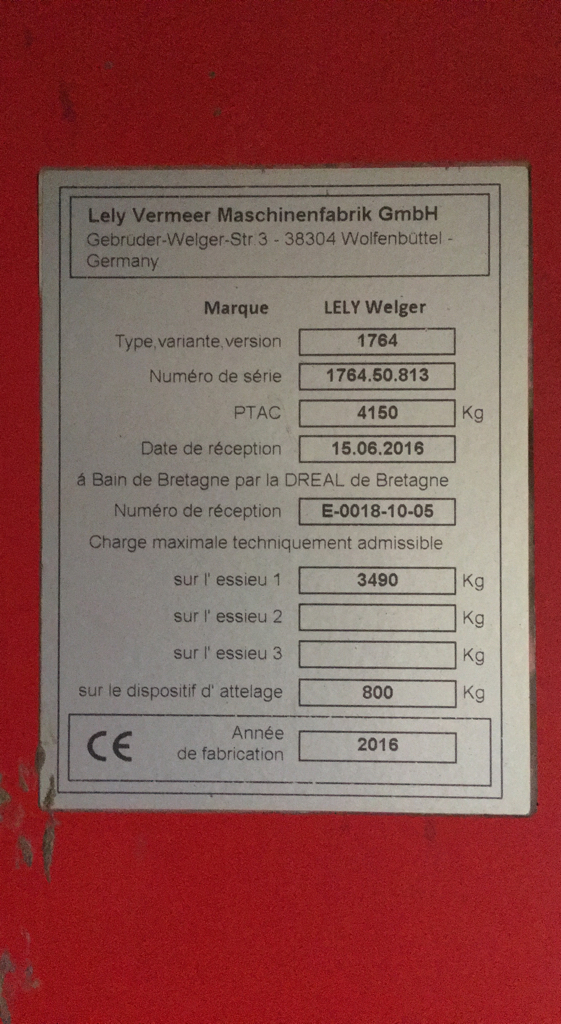 Lely Vermeer Maschinenfabrik GmbH
Gebruder-Welger-Str.3 - 38304 Wolfenbüttel -
Germany
Marque LELY Welger
Type,variante,version 1764
Numéro de série 1764.50.813
PTAC 4150 Kg
Date de réception 15.06.2016
á Bain de Bretagne par la DREAL de Bretagne
Numéro de réception E-0018-10-05
Charge maximale techniquement admissible
sur l' essieu 1 3490 Kg
sur l' essieu 2 Kg
sur l' essieu 3 Kg
sur le dispositif d' attelage 800 Kg
CE Année
de fabrication 2016